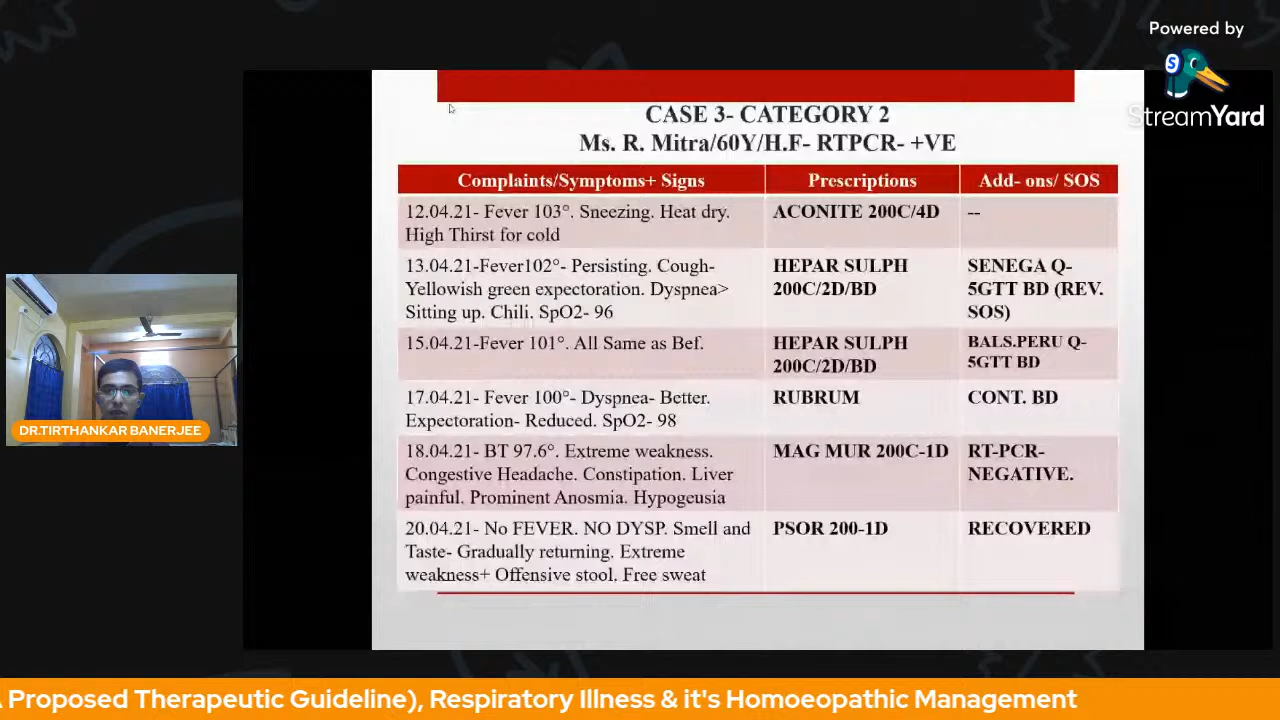 Powered by
StreamYard
CASE 3- CATEGORY 2
Ms. R. Mitra/60Y/H.F- RTPCR- +VE
Complaints/Symptoms+ Signs
Prescriptions
Add- ons/ SOS
12.04.21- Fever 103°. Sneezing. Heat dry.
High Thirst for cold
ACONITE 200C/4D
--
13.04.21-Fever102°- Persisting. Cough-
Yellowish green expectoration. Dyspnea>
Sitting up. Chili. SpO2- 96
HEPAR SULPH
200C/2D/BD
SENEGA Q-
5GTT BD (REV.
SOS)
15.04.21-Fever 101°. All Same as Bef.
HEPAR SULPH
200C/2D/BD
BALS.PERU Q-
5GTT BD
17.04.21- Fever 100°- Dyspnea- Better.
Expectoration- Reduced. SpO2- 98
RUBRUM
CONT. BD
18.04.21- BT 97.6°. Extreme weakness.
Congestive Headache. Constipation. Liver
painful. Prominent Anosmia. Hypogeusia
MAG MUR 200C-1D
RT-PCR-
NEGATIVE.
20.04.21- No FEVER. NO DYSP. Smell and
Taste- Gradually returning. Extreme
weakness+ Offensive stool. Free sweat
PSOR 200-1D
RECOVERED
DR.TIRTHANKAR BANERJEE
Proposed Therapeutic Guideline), Respiratory Illness & it's Homoeopathic Management